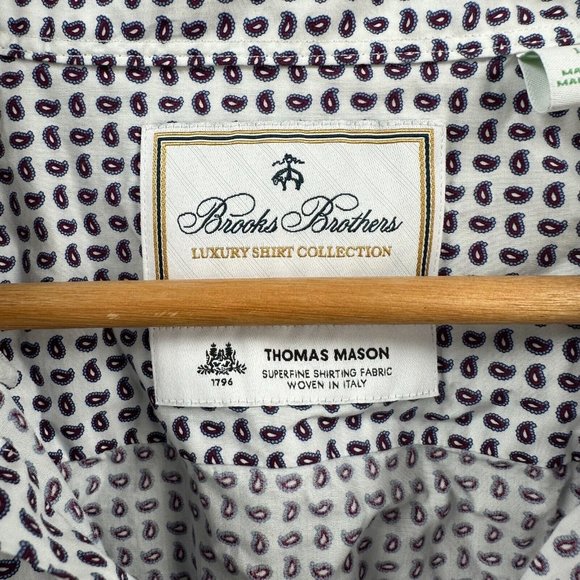 Brooks Brothers
LUXURY SHIRT COLLECTION
1796
THOMAS MASON
SUPERFINE SHIRTING FABRIC
WOVEN IN ITALY